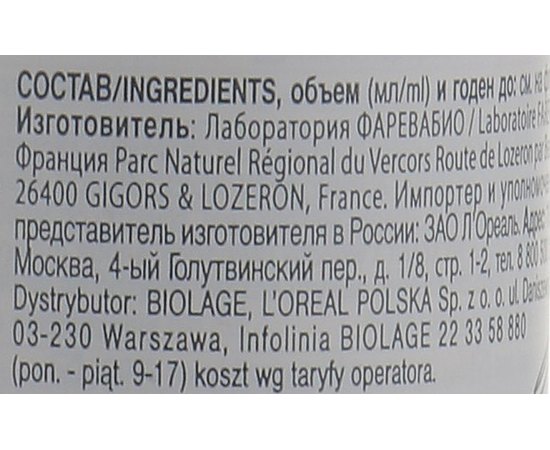 СОСТАВ/INGREDIENTS, объем (мл/ml) и годен до: см. на
Изготовитель: Лаборатория ФАРЕВАБИО / Laboratoire
Франция Parc Naturel Régional du Vercors Route de Lozeron par
26400 GIGORS & LOZERON, France. Импортер и
представитель изготовителя в России: ЗАО Л'Ореаль. Адрес:
Москва, 4-ый Голутвинский пер., д. 1/8, стр. 1-2, тел. 8 800
Dystrybutor: BIOLAGE, L'OREAL POLSKA Sp. z o. o. ul.
03-230 Warszawa, Infolinia BIOLAGE 22 33 58 880
(pon. - piąt. 9-17) koszt wg taryfy operatora.